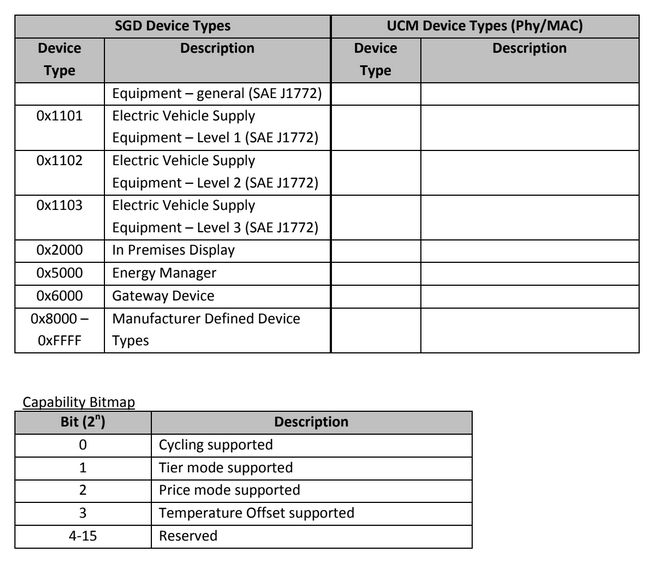 SGD Device Types UCM Device Types (Phy/MAC)
Device Type Description Device Type Description
Equipment – general (SAE J1772)
0x1101 Electric Vehicle Supply
Equipment – Level 1 (SAE J1772)
0x1102 Electric Vehicle Supply
Equipment – Level 2 (SAE J1772)
0x1103 Electric Vehicle Supply
Equipment – Level 3 (SAE J1772)
0x2000 In Premises Display
0x5000 Energy Manager
0x6000 Gateway Device
0x8000 – Manufacturer Defined Device
0xFFFF Types
Capability Bitmap
Bit (2ⁿ) Description
0 Cycling supported
1 Tier mode supported
2 Price mode supported
3 Temperature Offset supported
4-15 Reserved